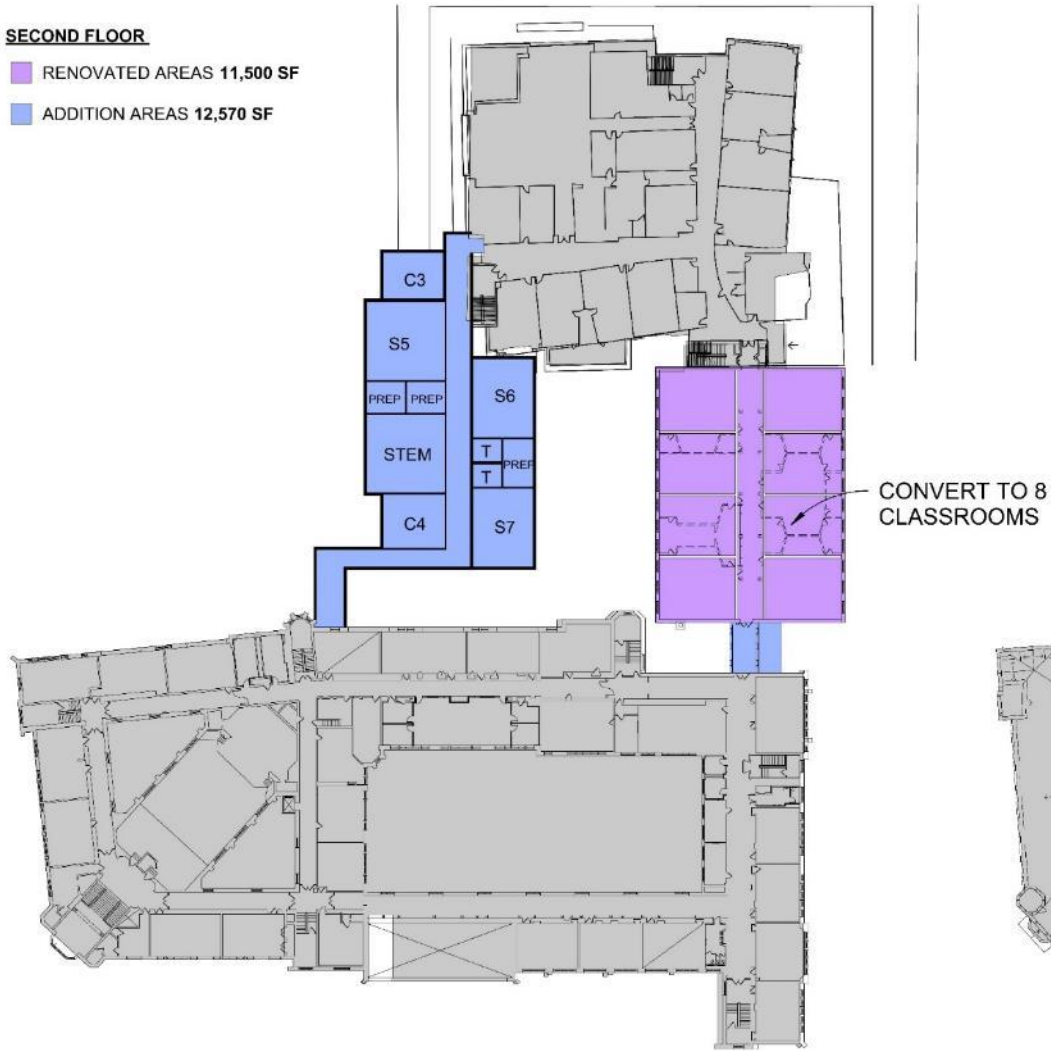 SECOND FLOOR
RENOVATED AREAS 11,500 SF
ADDITION AREAS 12,570 SF
C3
S5
PREP PREP
S6
STEM
T
PREP
T
C4
S7
CONVERT TO 8
CLASSROOMS